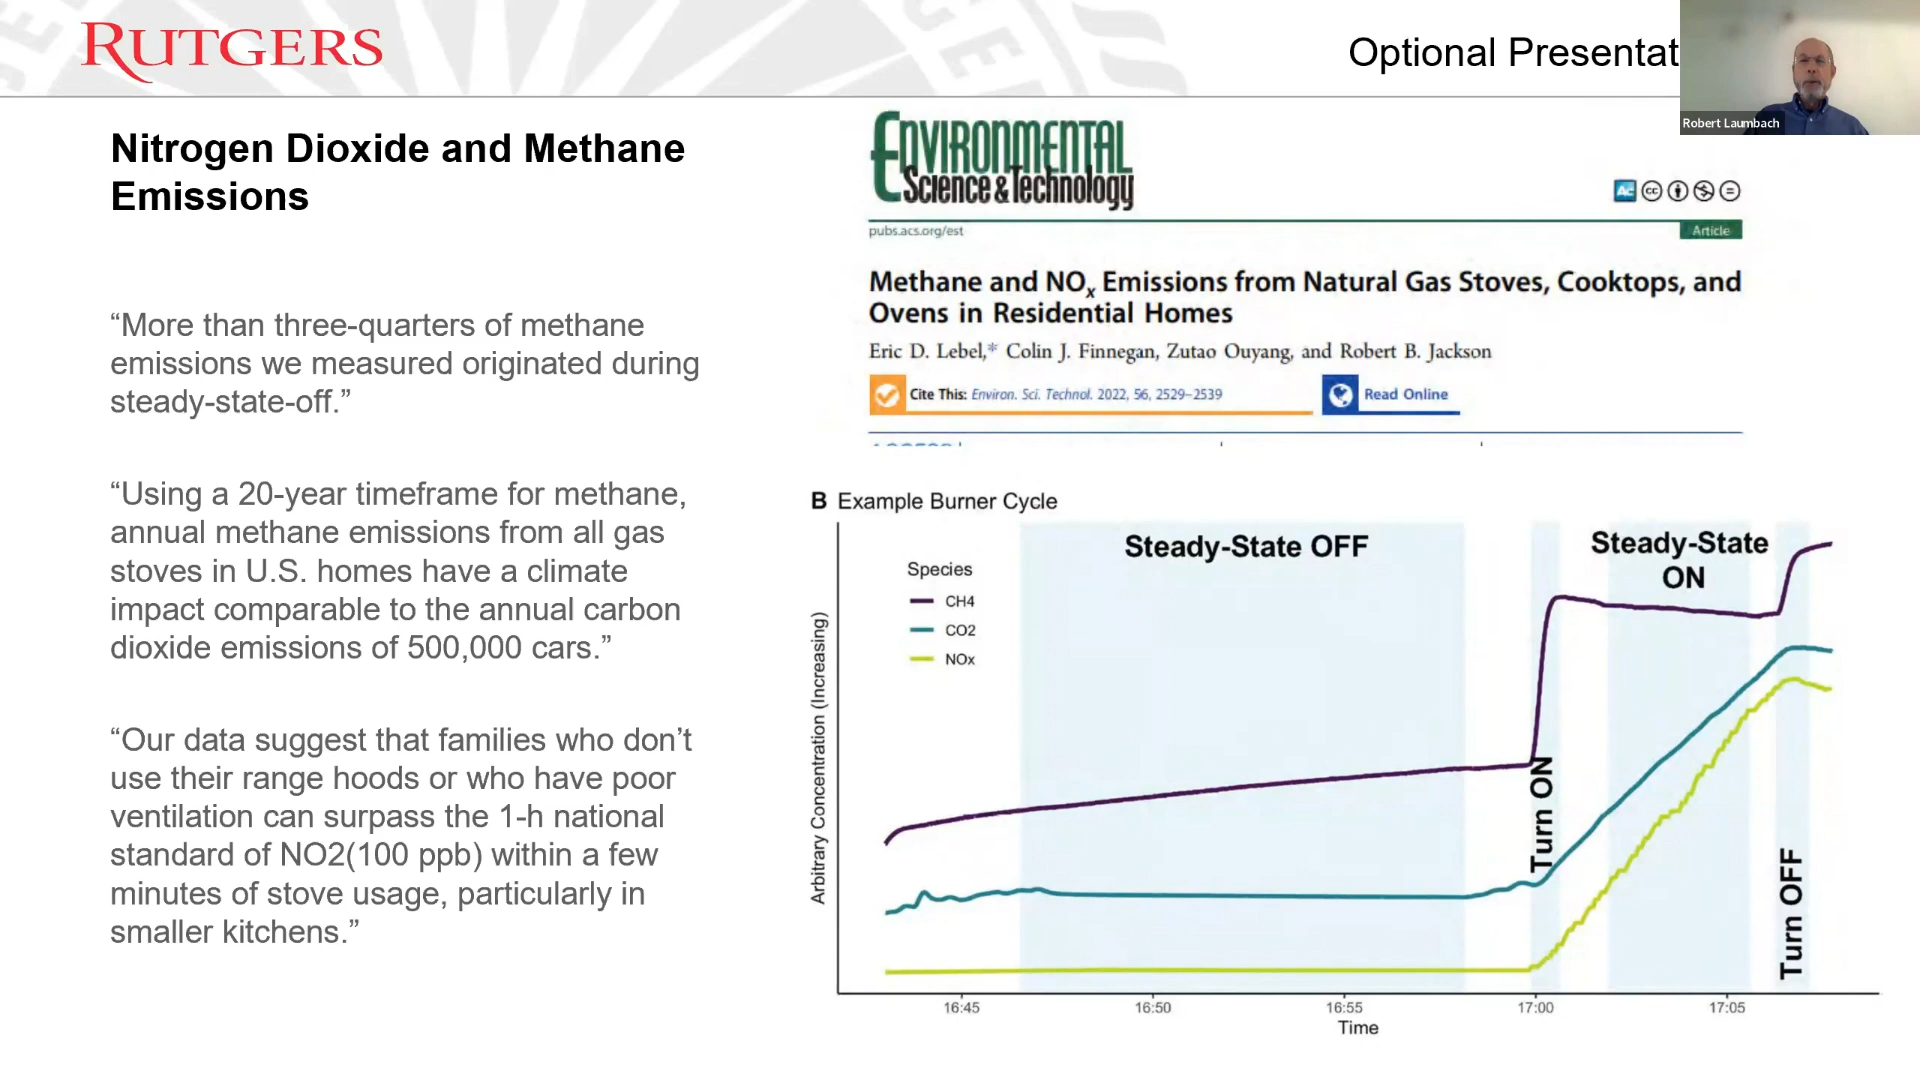 RUTGERS
Optional Presentat
Robert Laumbach
Nitrogen Dioxide and Methane
Emissions
“More than three-quarters of methane
emissions we measured originated during
steady-state-off.”
“Using a 20-year timeframe for methane,
annual methane emissions from all gas
stoves in U.S. homes have a climate
impact comparable to the annual carbon
dioxide emissions of 500,000 cars.”
“Our data suggest that families who don’t
use their range hoods or who have poor
ventilation can surpass the 1-h national
standard of NO2(100 ppb) within a few
minutes of stove usage, particularly in
smaller kitchens.”
ENVIRONMENTAL
Science & Technology
pubs.acs.org/est
Article
Methane and NOx Emissions from Natural Gas Stoves, Cooktops, and
Ovens in Residential Homes
Eric D. Lebel,* Colin J. Finnegan, Zutao Ouyang, and Robert B. Jackson
Cite This: Environ. Sci. Technol. 2022, 56, 2529–2539
Read Online
B Example Burner Cycle
Steady-State OFF
Steady-State
ON
Species
CH4
CO2
NOx
Arbitrary Concentration (Increasing)
Turn ON
Turn OFF
16:45
16:50
16:55
17:00
17:05
Time